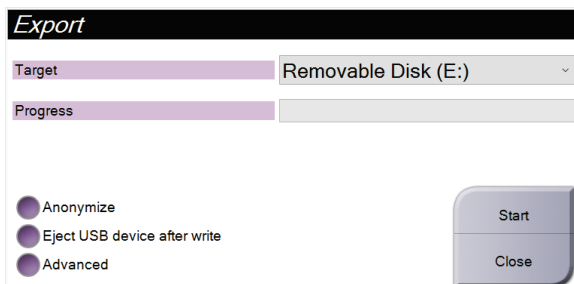 Export
Target
Removable Disk (E:)
Progress
Anonymize
Eject USB device after write
Advanced
Start
Close